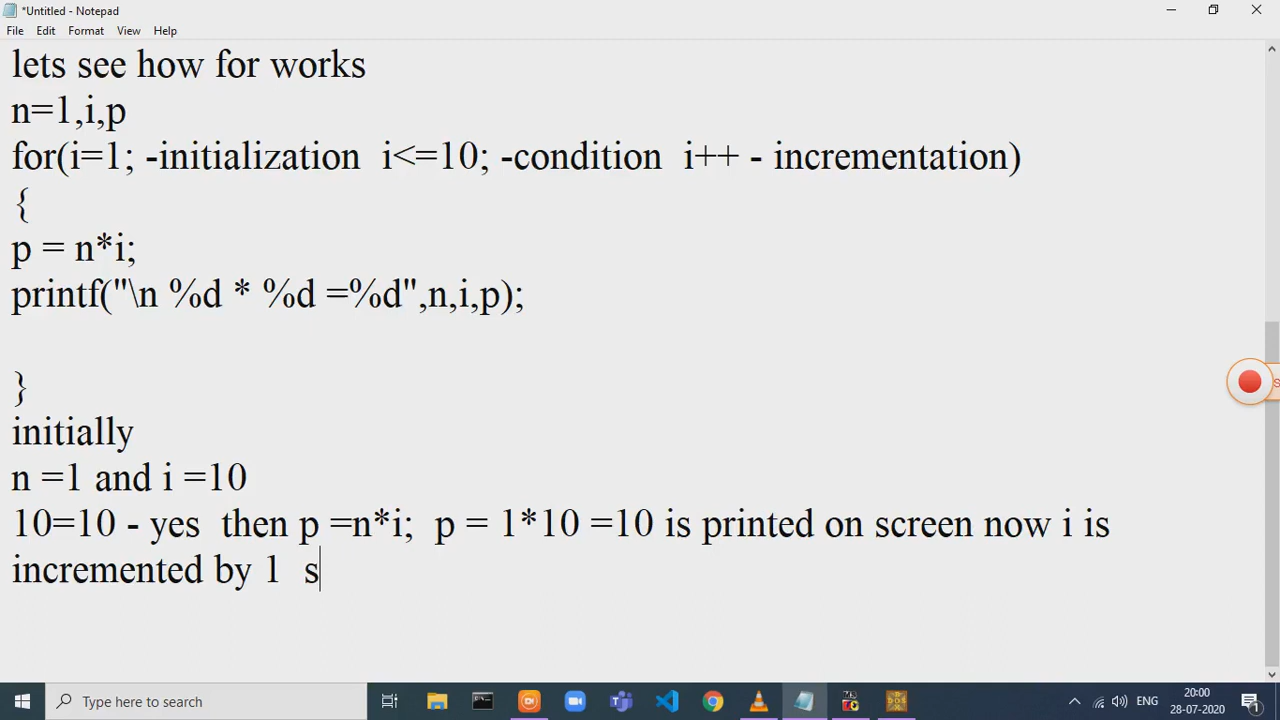 *Untitled - Notepad
File Edit Format View Help
lets see how for works
n=1,i,p
for(i=1; -initialization  i<=10; -condition  i++ - incrementation)
{
p = n*i;
printf("\n %d * %d =%d",n,i,p);
}
initially
n =1 and i =10
10=10 - yes  then p =n*i;  p = 1*10 =10 is printed on screen now i is
incremented by 1  s
Type here to search
ENG
20:00
28-07-2020